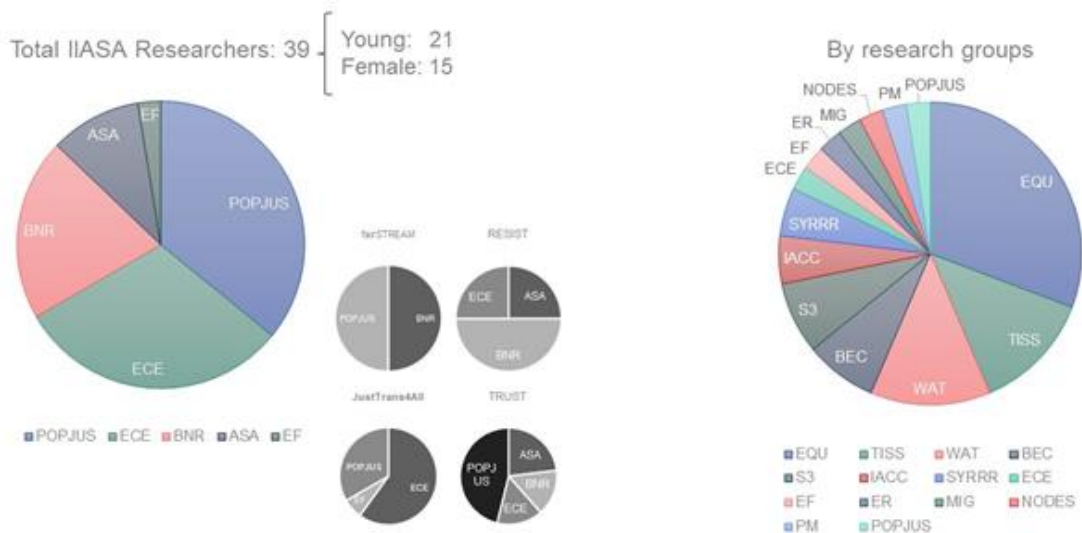 Total IIASA Researchers: 39
Young: 21
Female: 15
EF
ASA
POPJUS
BNR
ECE
POPJUS ECE BNR ASA EF
fairSTREAM
POPJUS
BNR
RESIST
ECE
ASA
BNR
JustTrans4All
POPJUS
EF
ECE
TRUST
POPJ
US
ASA
BNR
ECE
By research groups
POPJUS
PM
NODES
MIG
ER
EF
ECE
EQU
SYRRR
IACC
S3
TISS
BEC
WAT
EQU TISS WAT BEC
S3 IACC SYRRR ECE
EF ER MIG NODES
PM POPJUS